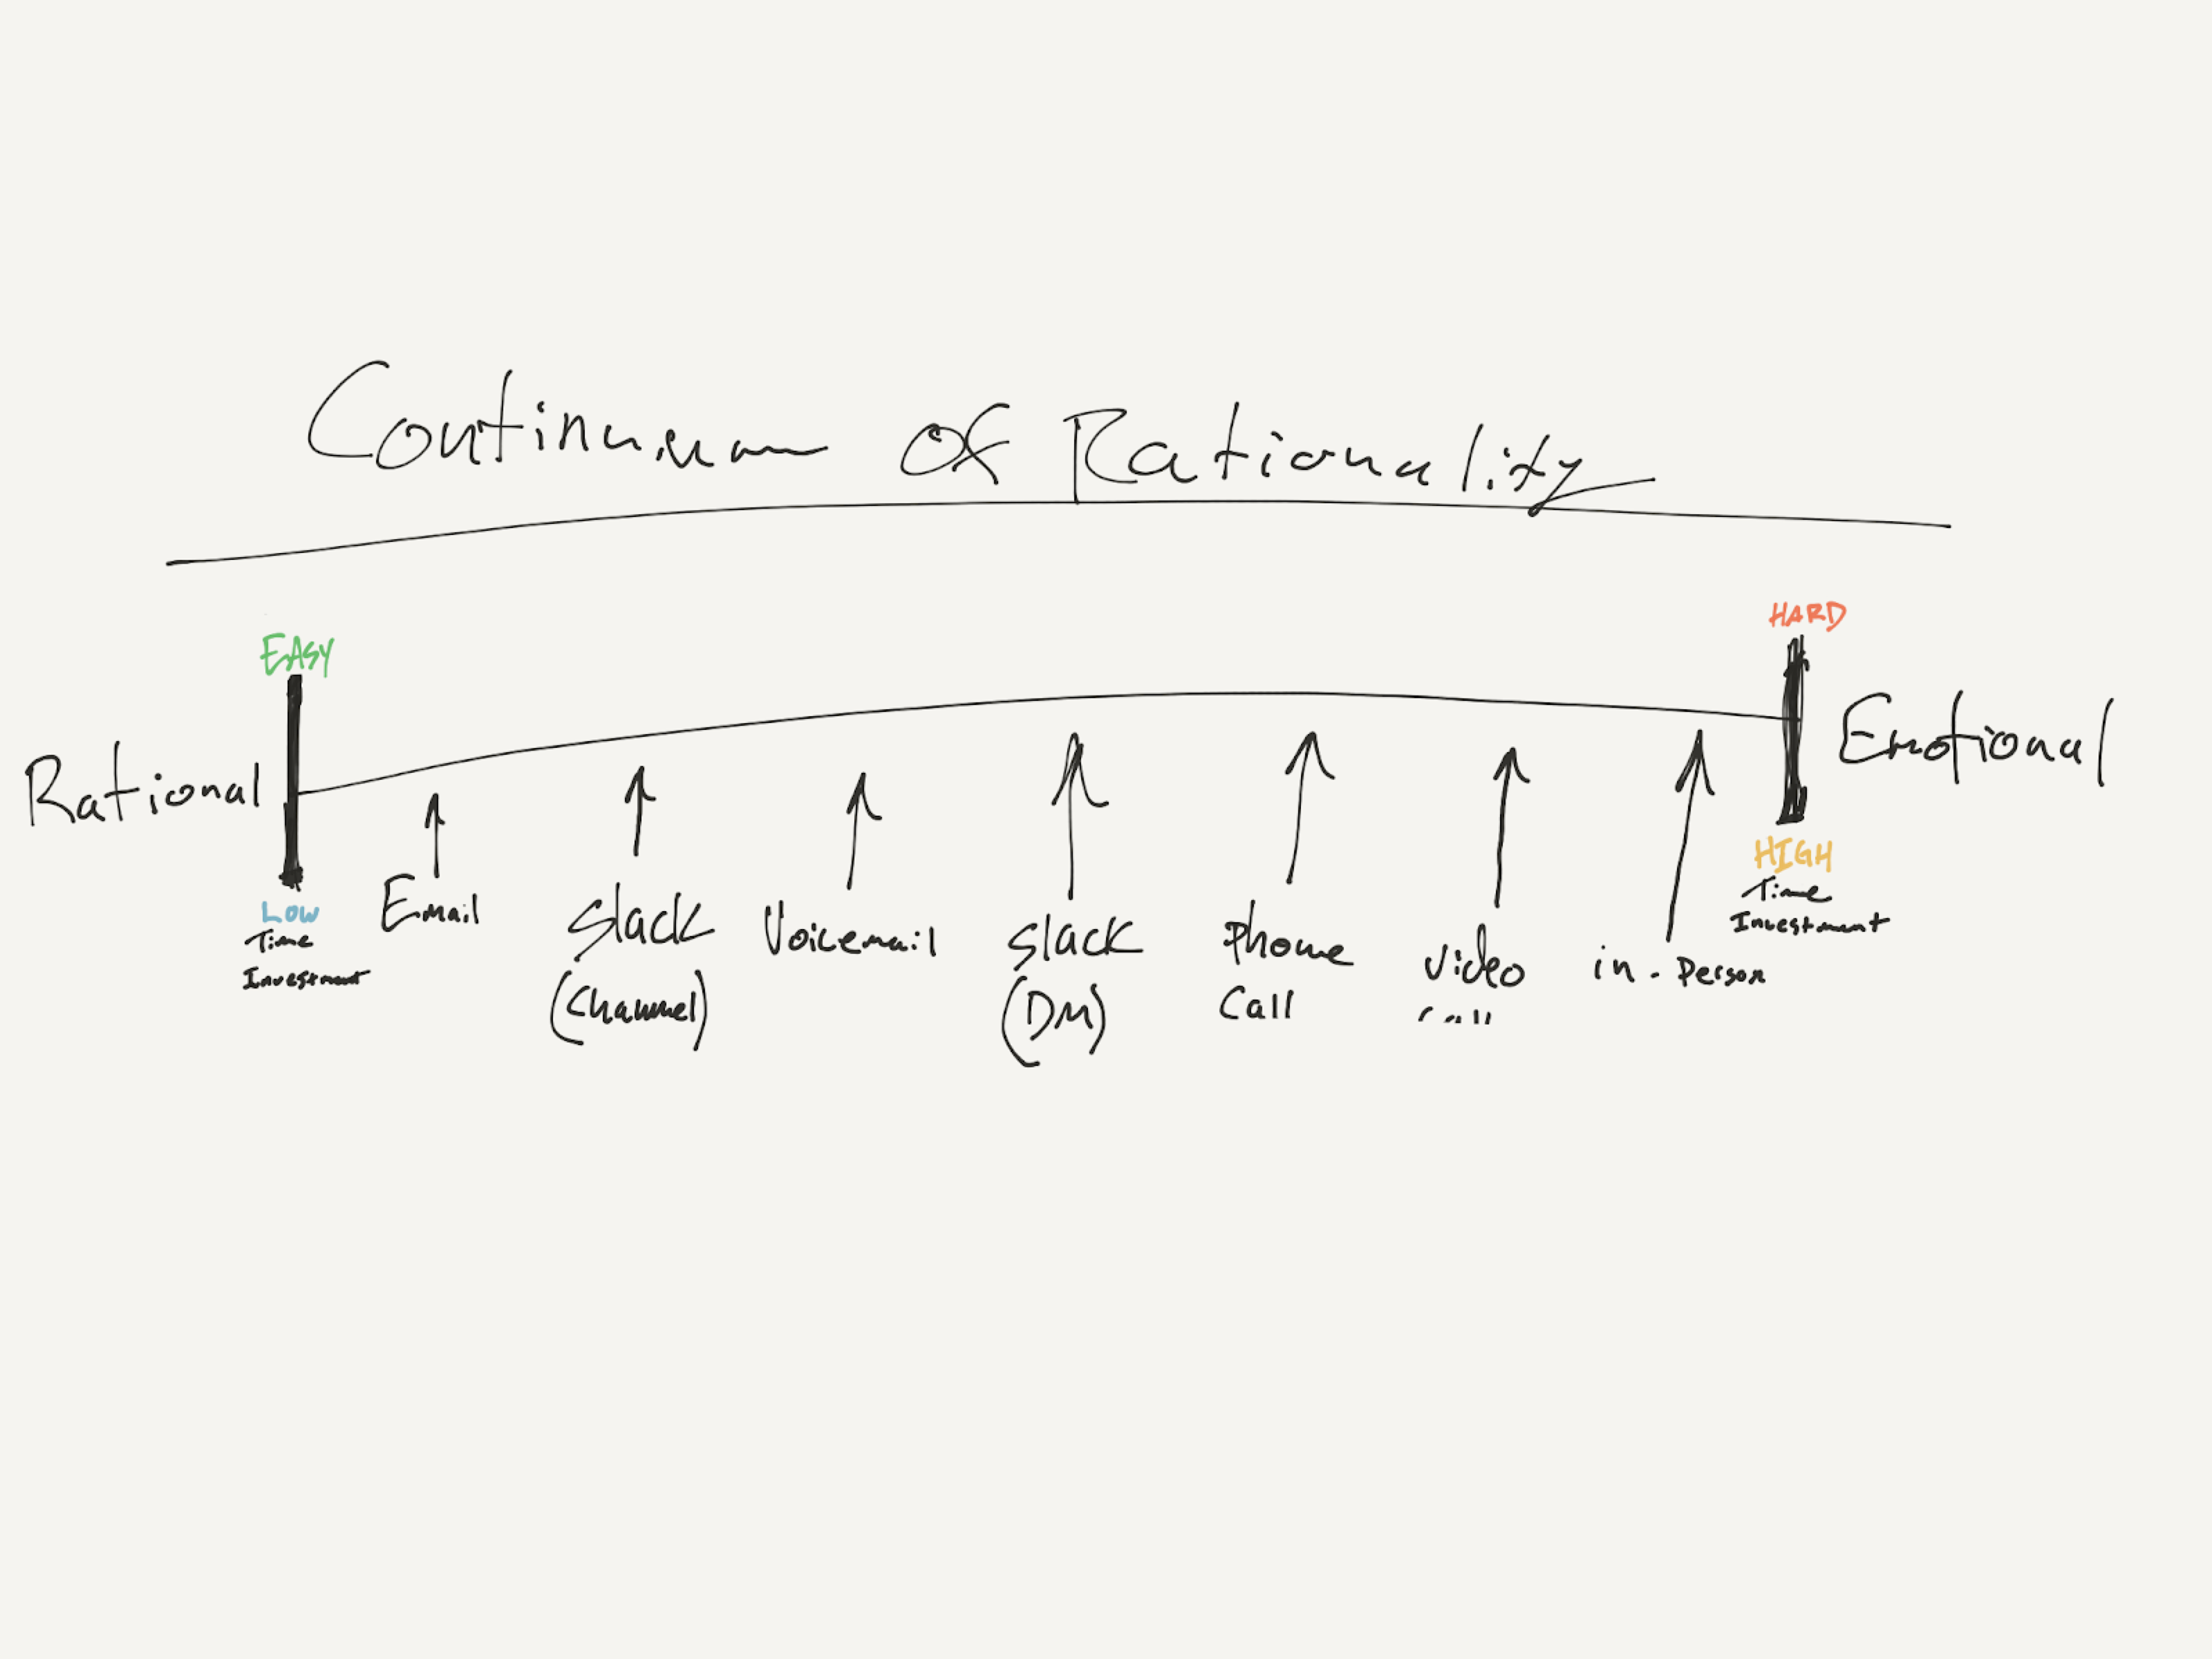 Continuum Of Rationality
EASY
HARD
Rational
Emotional
LOW
Time
Investment
HIGH
Time
Investment
Email
Slack
(Channel)
Voicemail
Slack
(DM)
Phone
Call
Video
Call
in-Person